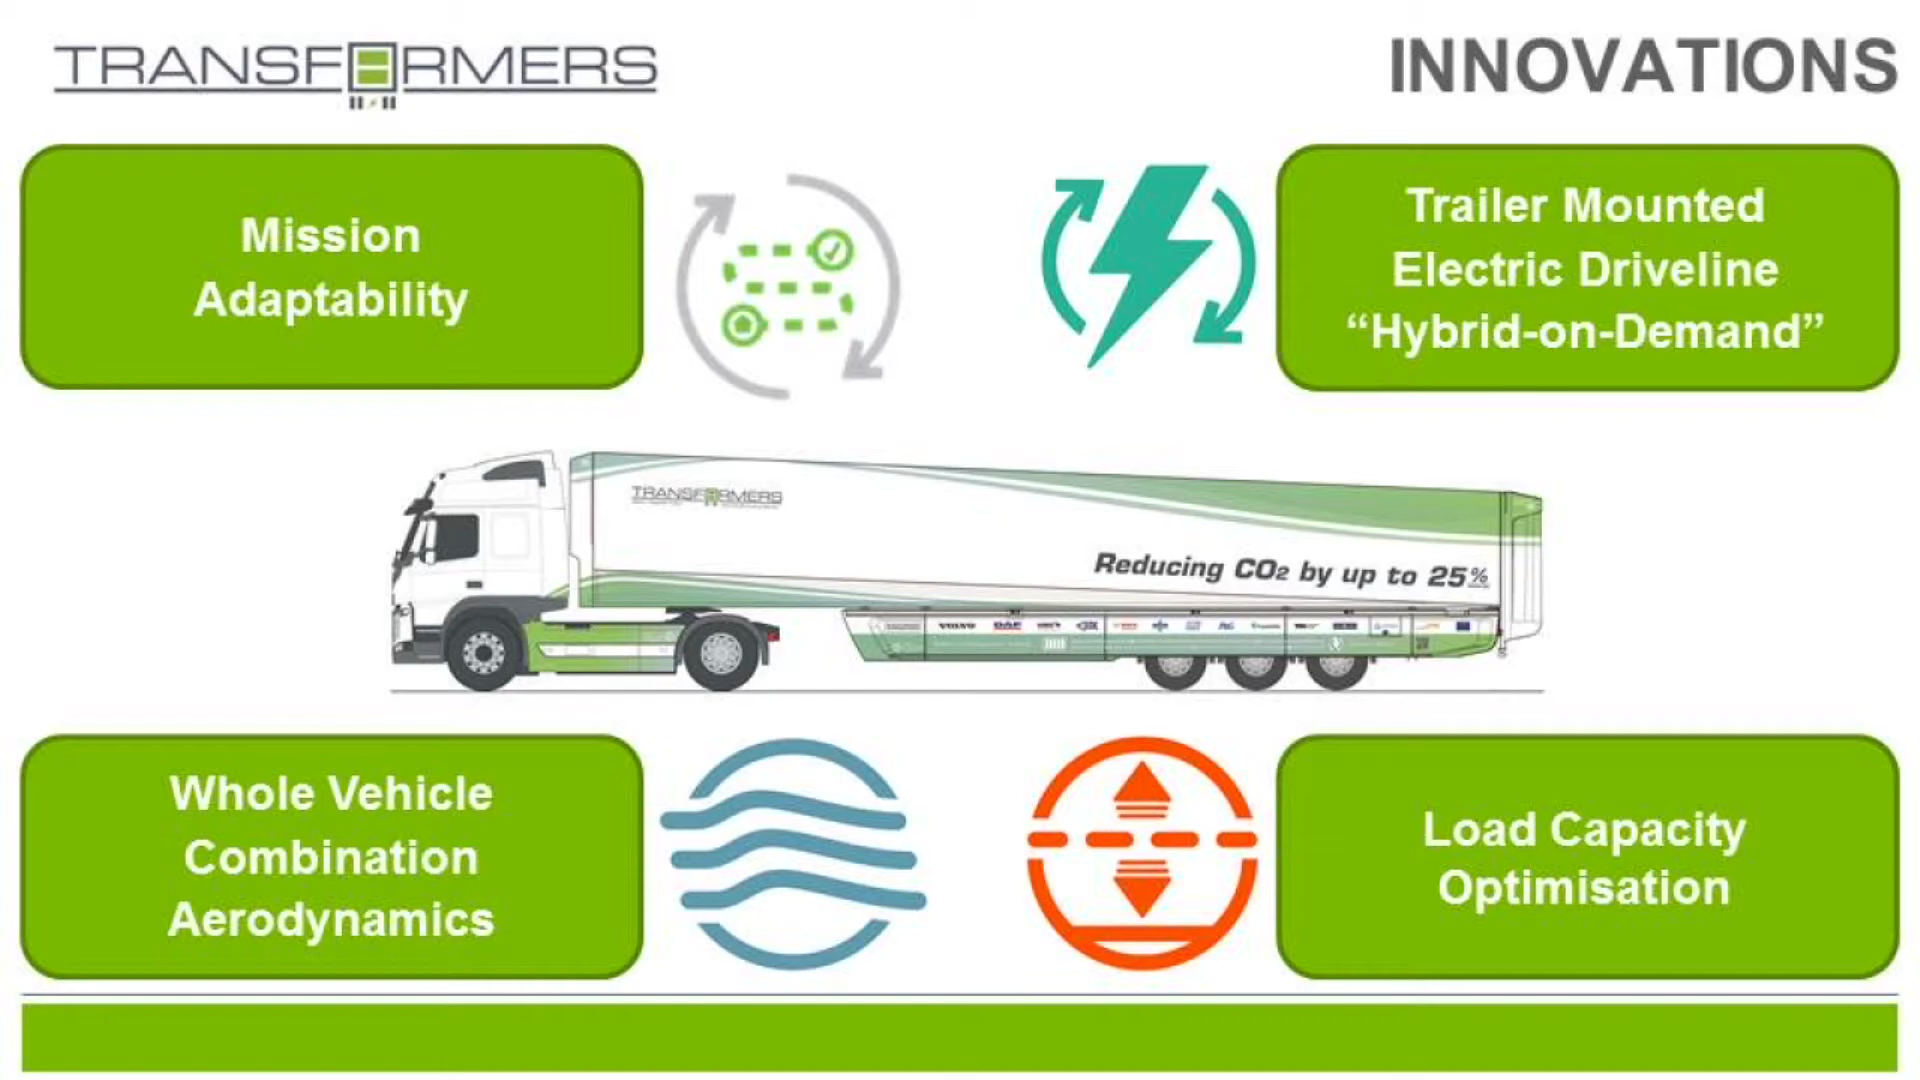 TRANSFORMERS
INNOVATIONS
Mission
Adaptability
Trailer Mounted
Electric Driveline
“Hybrid-on-Demand”
TRANSFORMERS
Reducing CO2 by up to 25%
VOLVO DAF
Whole Vehicle
Combination
Aerodynamics
Load Capacity
Optimisation